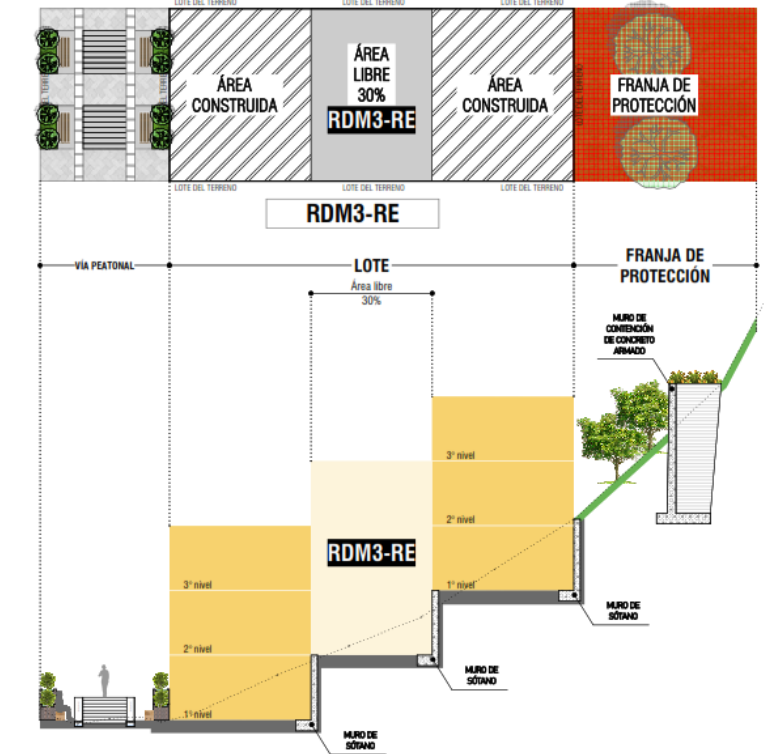 LOTE DEL TERRENO
LOTE DEL TERRENO
LOTE DEL TERRENO
ÁREA
CONSTRUIDA
ÁREA
LIBRE
30%
RDM3-RE
ÁREA
CONSTRUIDA
FRANJA DE
PROTECCIÓN
LOTE DEL TERRENO
LOTE DEL TERRENO
LOTE DEL TERRENO
LOTE DEL TERRENO
RDM3-RE
VÍA PEATONAL
LOTE
FRANJA DE
PROTECCIÓN
Área libre
30%
MURO DE
CONTENCIÓN
DE CONCRETO
ARMADO
3° nivel
2° nivel
1° nivel
RDM3-RE
3° nivel
2° nivel
1° nivel
MURO DE
SÓTANO
MURO DE
SÓTANO
MURO DE
SÓTANO